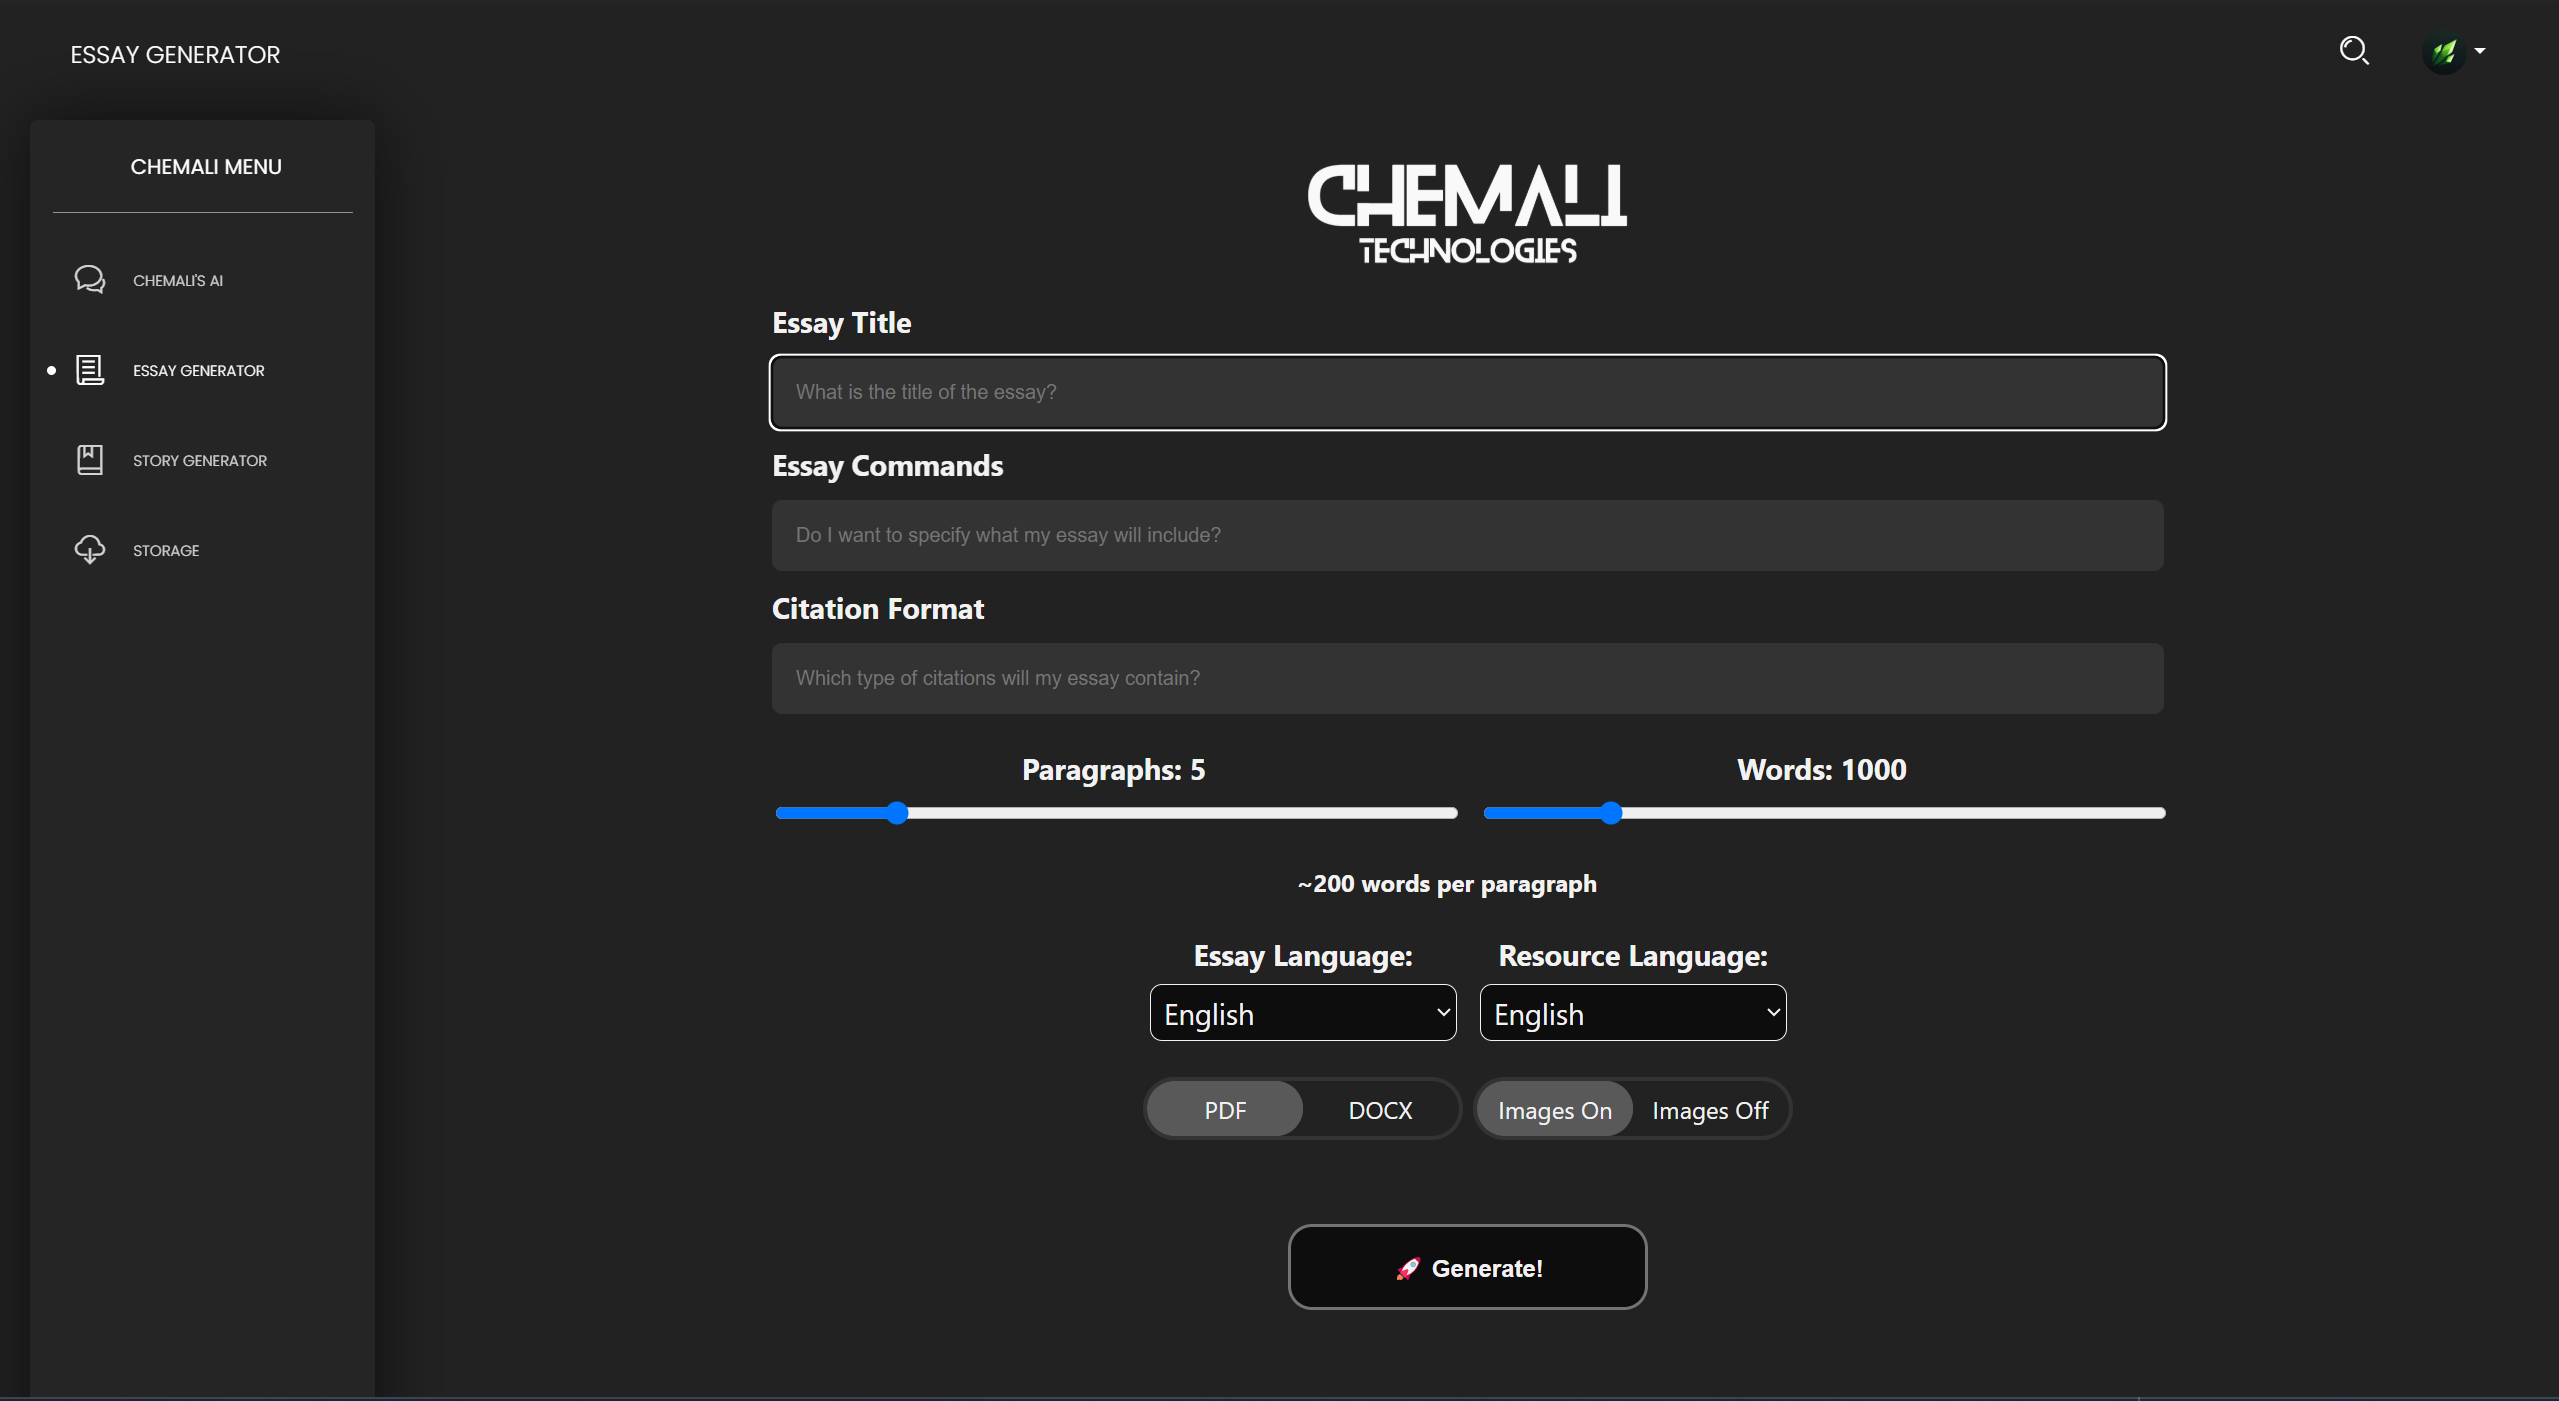 ESSAY GENERATOR
CHEMALI MENU
CHEMALI'S AI
ESSAY GENERATOR
STORY GENERATOR
STORAGE
CHEMALI
TECHNOLOGIES
Essay Title
What is the title of the essay?
Essay Commands
Do I want to specify what my essay will include?
Citation Format
Which type of citations will my essay contain?
Paragraphs: 5 Words: 1000
~200 words per paragraph
Essay Language: Resource Language:
English English
PDF DOCX Images On Images Off
🚀 Generate!